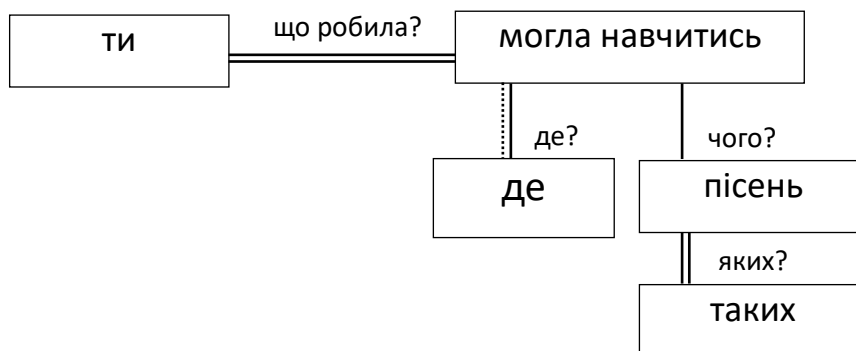 ти
що робила?
могла навчитись
де?
чого?
де
пісень
яких?
таких